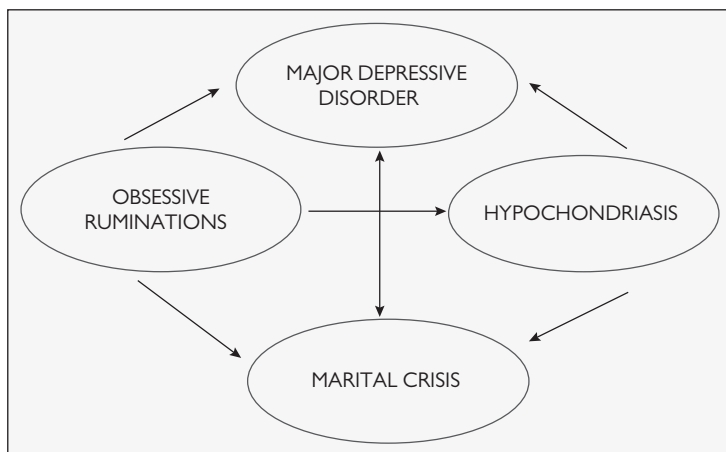 MAJOR DEPRESSIVE
DISORDER
OBSESSIVE
RUMINATIONS
HYPOCHONDRIASIS
MARITAL CRISIS